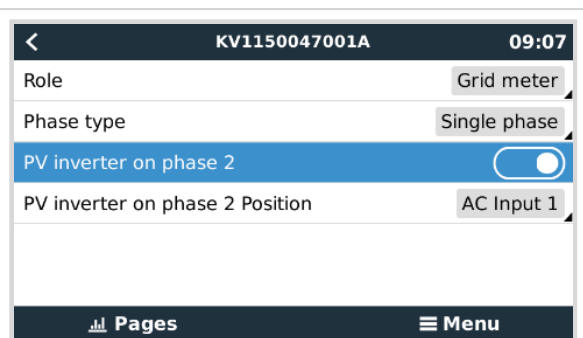 KV1150047001A 09:07
Role Grid meter
Phase type Single phase
PV inverter on phase 2
PV inverter on phase 2 Position AC Input 1
Pages Menu